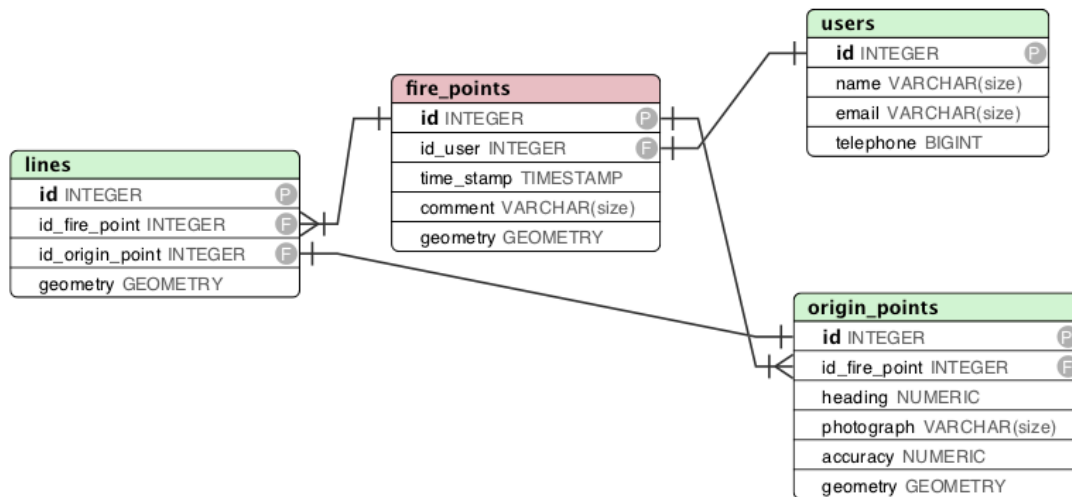 users
id INTEGER P
name VARCHAR(size)
email VARCHAR(size)
telephone BIGINT
fire_points
id INTEGER P
id_user INTEGER F
time_stamp TIMESTAMP
comment VARCHAR(size)
geometry GEOMETRY
lines
id INTEGER P
id_fire_point INTEGER F
id_origin_point INTEGER F
geometry GEOMETRY
origin_points
id INTEGER P
id_fire_point INTEGER F
heading NUMERIC
photograph VARCHAR(size)
accuracy NUMERIC
geometry GEOMETRY